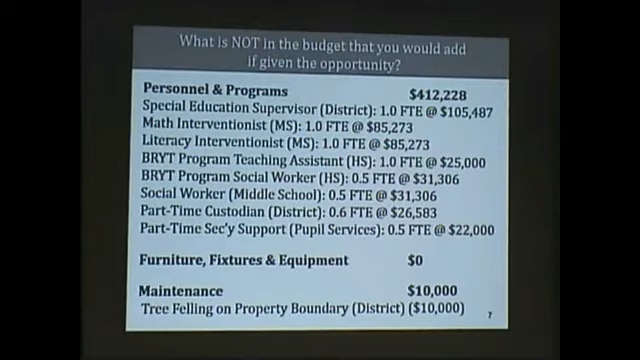 What is NOT in the budget that you would add
if given the opportunity?
Personnel & Programs $412,228
Special Education Supervisor (District): 1.0 FTE @ $105,487
Math Interventionist (MS): 1.0 FTE @ $85,273
Literacy Interventionist (MS): 1.0 FTE @ $85,273
BRYT Program Teaching Assistant (HS): 1.0 FTE @ $25,000
BRYT Program Social Worker (HS): 0.5 FTE @ $31,306
Social Worker (Middle School): 0.5 FTE @ $31,306
Part-Time Custodian (District): 0.6 FTE @ $26,583
Part-Time Sec'y Support (Pupil Services): 0.5 FTE @ $22,000
Furniture, Fixtures & Equipment $0
Maintenance $10,000
Tree Felling on Property Boundary (District) ($10,000)
7